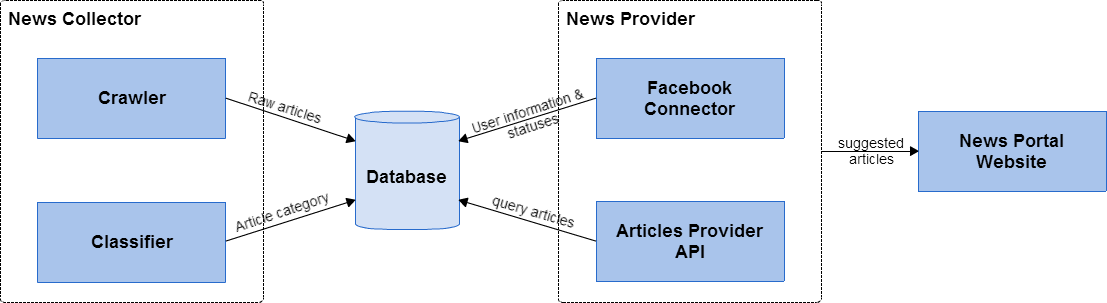 News Collector
Crawler
Classifier
Raw articles
Article category
Database
User information &
statuses
query articles
News Provider
Facebook
Connector
Articles Provider
API
suggested
articles
News Portal
Website